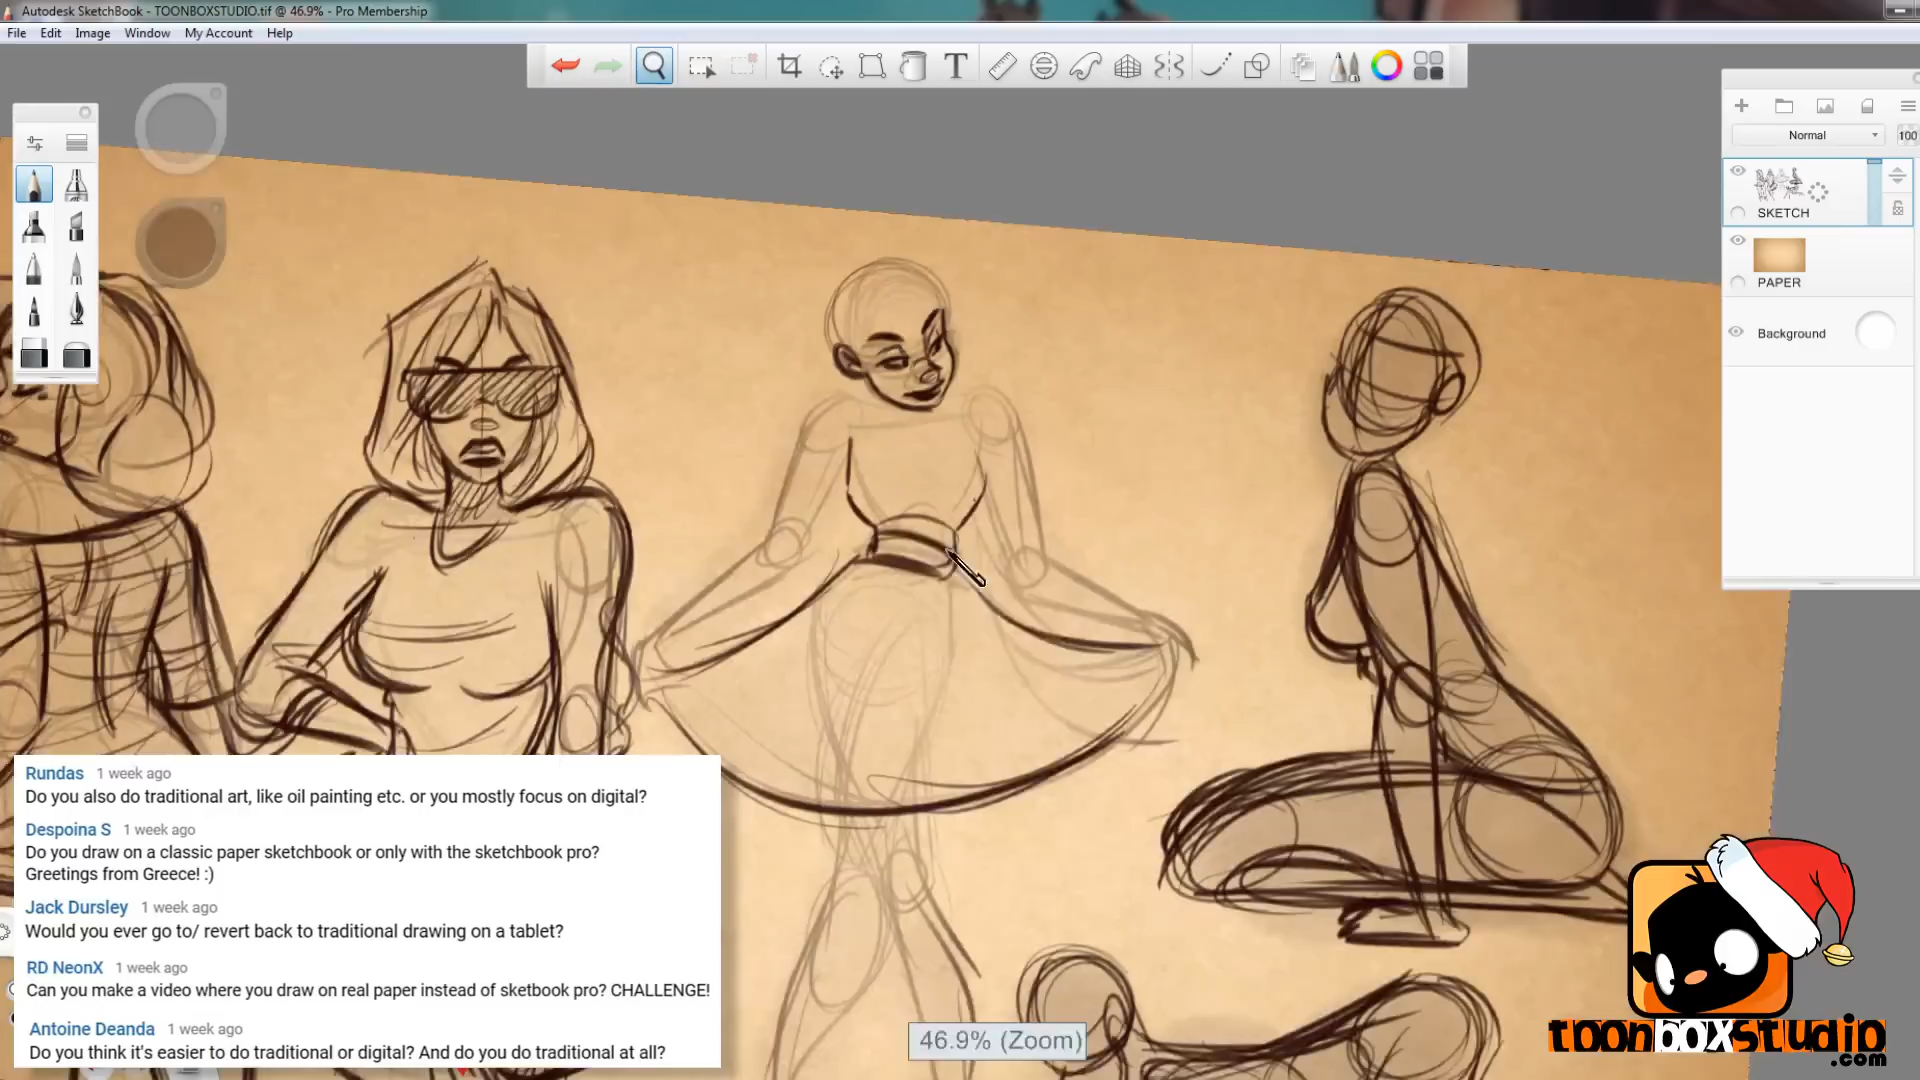 Autodesk SketchBook - TOONBOXSTUDIO.tif @ 46.9% - Pro Membership
File Edit Image Window My Account Help
T
Normal 100
SKETCH
PAPER
Background
Rundas 1 week ago
Do you also do traditional art, like oil painting etc. or you mostly focus on digital?
Despoina S 1 week ago
Do you draw on a classic paper sketchbook or only with the sketchbook pro?
Greetings from Greece! :)
Jack Dursley 1 week ago
Would you ever go to/ revert back to traditional drawing on a tablet?
RD NeonX 1 week ago
Can you make a video where you draw on real paper instead of sketbook pro? CHALLENGE!
Antoine Deanda 1 week ago
Do you think it's easier to do traditional or digital? And do you do traditional at all?
46.9% (Zoom)
toonboxstudio
.com